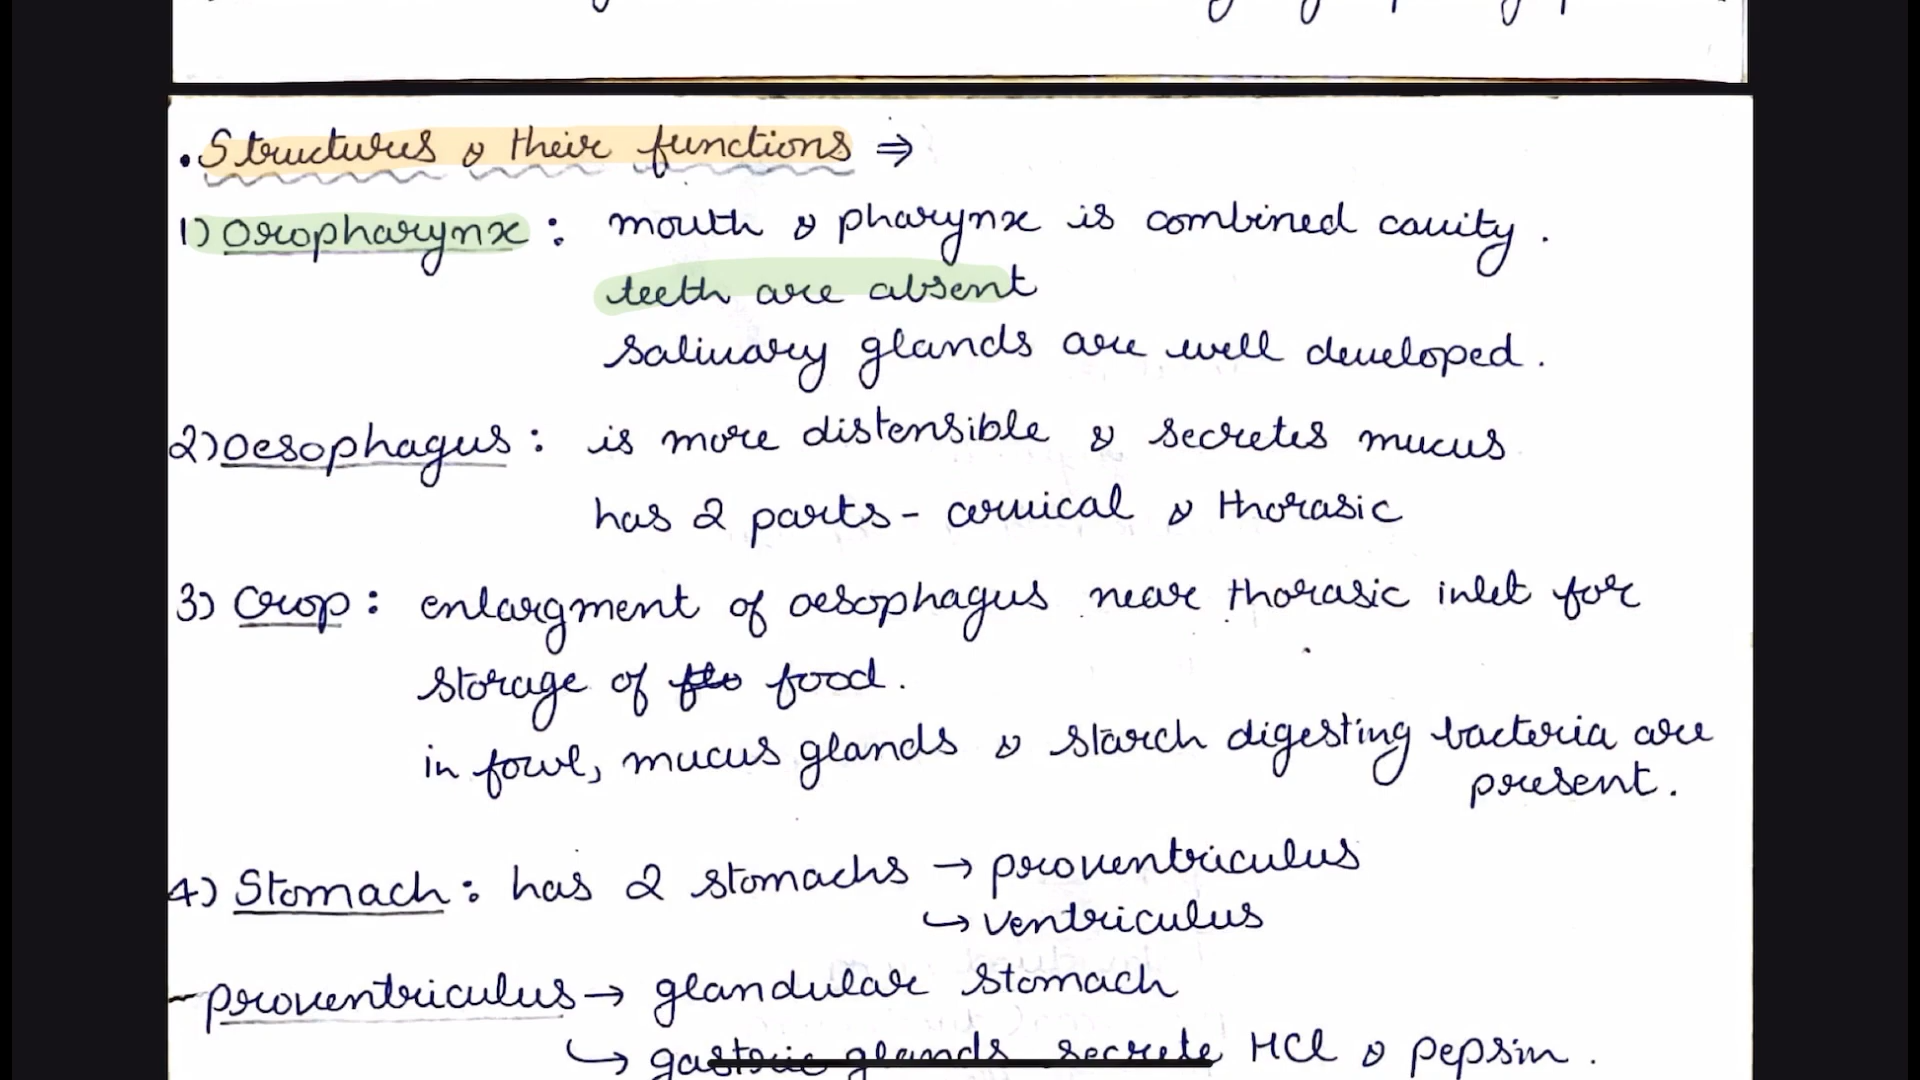 • Structures & their functions ⇒
1) Oropharynx : mouth & pharynx is combined cavity.
teeth are absent
salivary glands are well developed.
2) Oesophagus : is more distensible & secretes mucus
has 2 parts - cervical & thorasic
3) Crop : enlargment of oesophagus near thorasic inlet for
storage of food.
in fowl, mucus glands & starch digesting bacteria are
present.
4) Stomach : has 2 stomachs → proventriculus
↳ ventriculus
- proventriculus → glandular stomach
↳ gastric glands secrete HCl & pepsin.